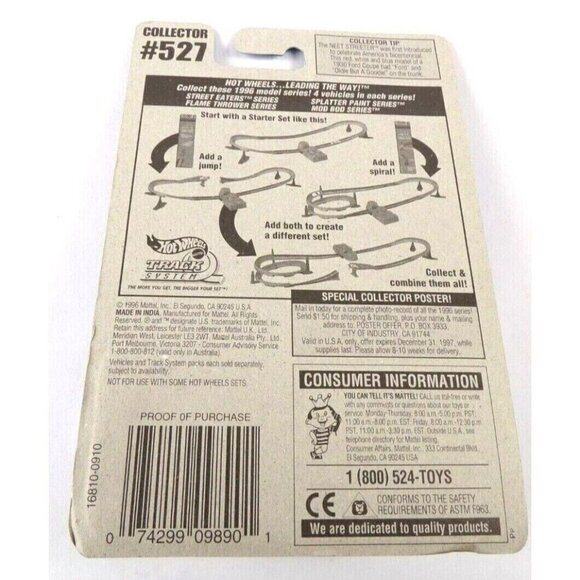 COLLECTOR
#527
COLLECTOR TIP
The NEET STREETER™ was first introduced
to celebrate America's bicentennial.
This red, white and blue model of a
1930 Ford Coupe had "Ford" and
"Oldie But A Goodie" on the trunk.
HOT WHEELS...LEADING THE WAY!™
Collect these 1996 model series! 4 vehicles in each series!
STREET EATERS™ SERIES
FLAME THROWER SERIES
SPLATTER PAINT SERIES™
MOD BOD SERIES™
Start with a Starter Set like this!
Add a
jump!
Add a
spiral!
Add both to create
a different set!
Collect &
combine them all!
HOT WHEELS
TRACK
SYSTEM
THE MORE YOU GET, THE BIGGER YOUR SET!
© 1996 Mattel, Inc., El Segundo, CA 90245 U.S.A.
MADE IN INDIA. Manufactured for Mattel. All Rights
Reserved. ® and ™ designate U.S. trademarks of Mattel, Inc.
Retain this address for future reference: Mattel U.K. Ltd.
Meridian West, Leicester LE3 2WT. Mattel Australia Pty. Ltd.
Port Melbourne, Victoria 3207 - Consumer Advisory Service
1-800-800-812 (valid only in Australia).
Vehicles and Track System packs each sold separately,
subject to availability.
NOT FOR USE WITH SOME HOT WHEELS SETS.
SPECIAL COLLECTOR POSTER!
Mail in today for a complete photo-record of all the 1996 series!
Send $1.50 for shipping & handling, plus your name & mailing
address to: POSTER OFFER, P.O. BOX 3933,
CITY OF INDUSTRY, CA 91744
Valid in U.S.A. only, offer expires December 31, 1997, while
supplies last. Please allow 8-10 weeks for delivery.
CONSUMER INFORMATION
YOU CAN TELL IT'S MATTEL! CALL us toll-free or write
with any comments or questions about our toys or
service. Monday-Thursday, 8:00 a.m.-5:00 p.m. PST;
11:00 a.m.-8:00 p.m. EST: Friday, 8:00 a.m.-12:30 p.m.
PST, 11:00 a.m.-3:30 p.m. EST. Outside U.S.A., see
telephone directory for Mattel listing.
Consumer Affairs, Mattel, Inc. 333 Continental Blvd.
El Segundo, CA 90245 USA.
1 (800) 524-TOYS
CE
CONFORMS TO THE SAFETY
REQUIREMENTS OF ASTM F963.
We are dedicated to quality products.
PROOF OF PURCHASE
16810-0910
0 74299 09890 1